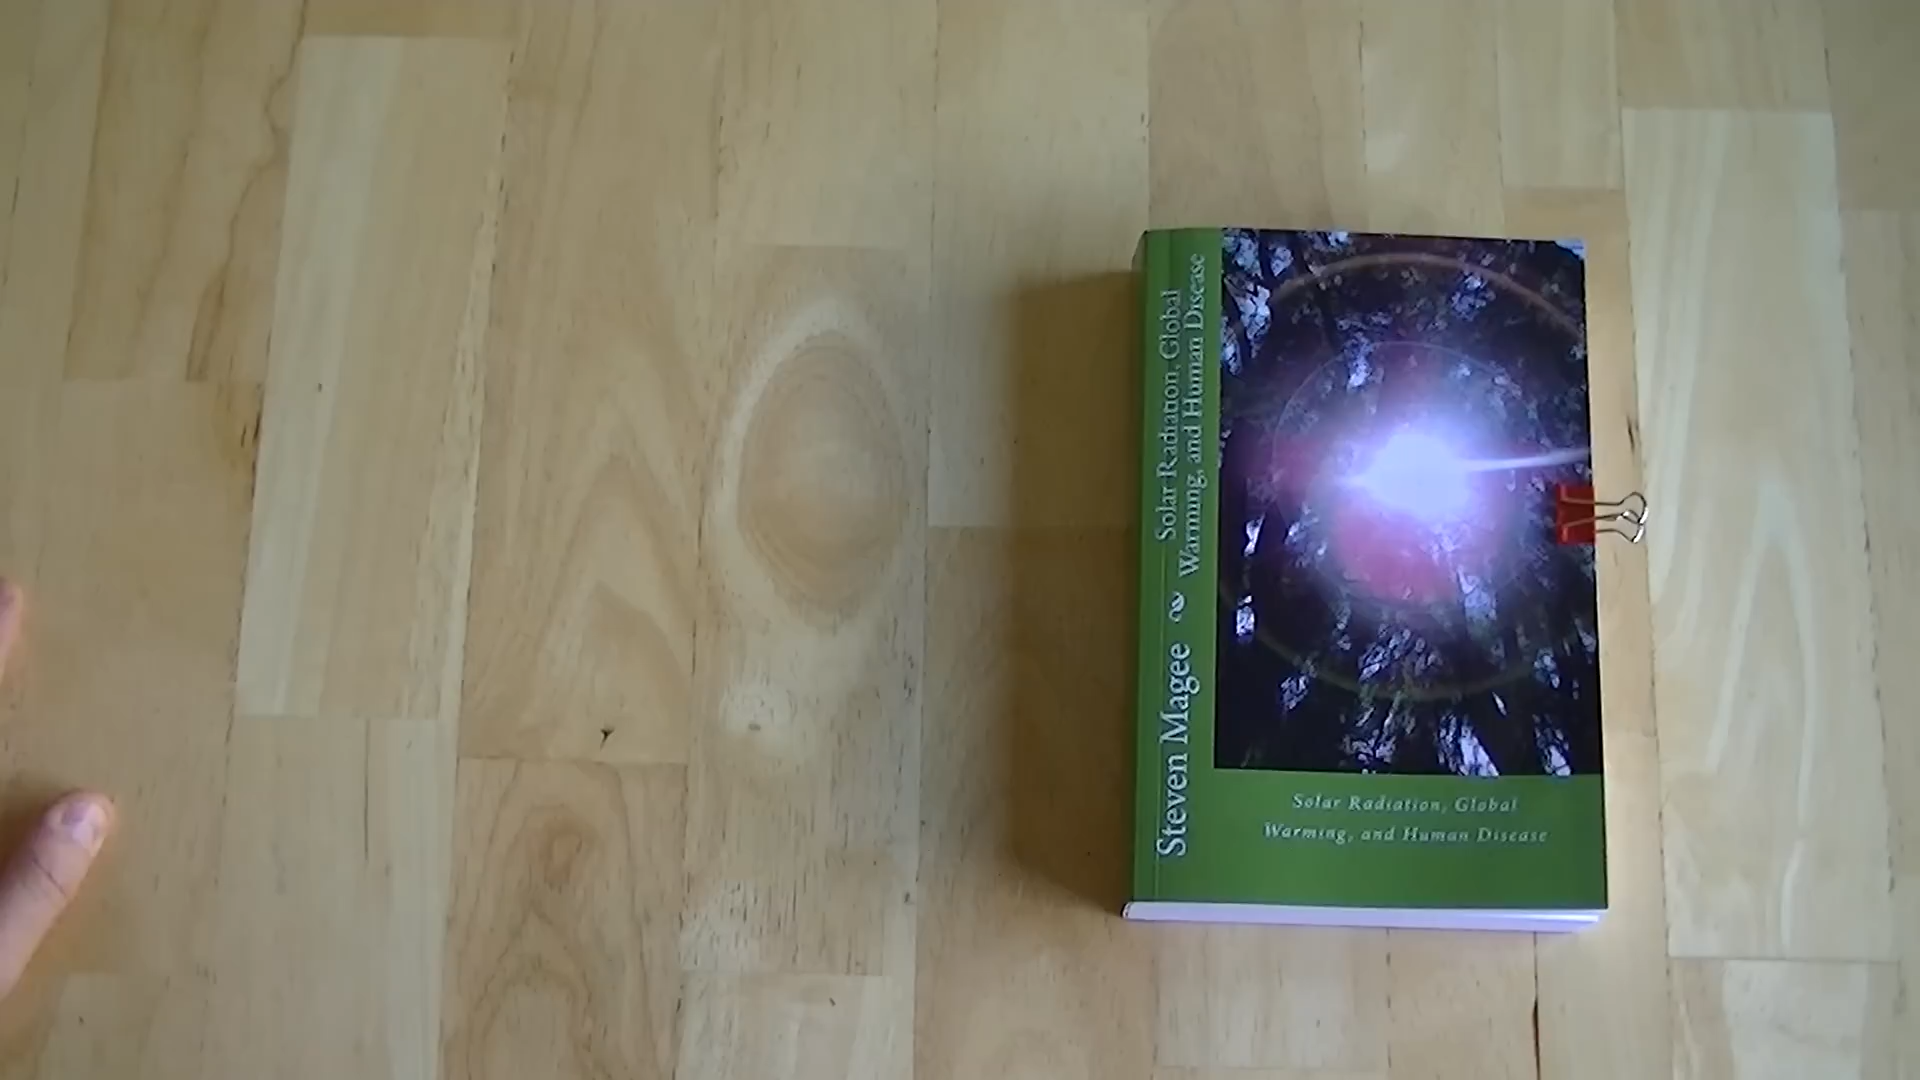 Solar Radiation, Global
Warming, and Human Disease
Steven Magee
Solar Radiation, Global
Warming, and Human Disease